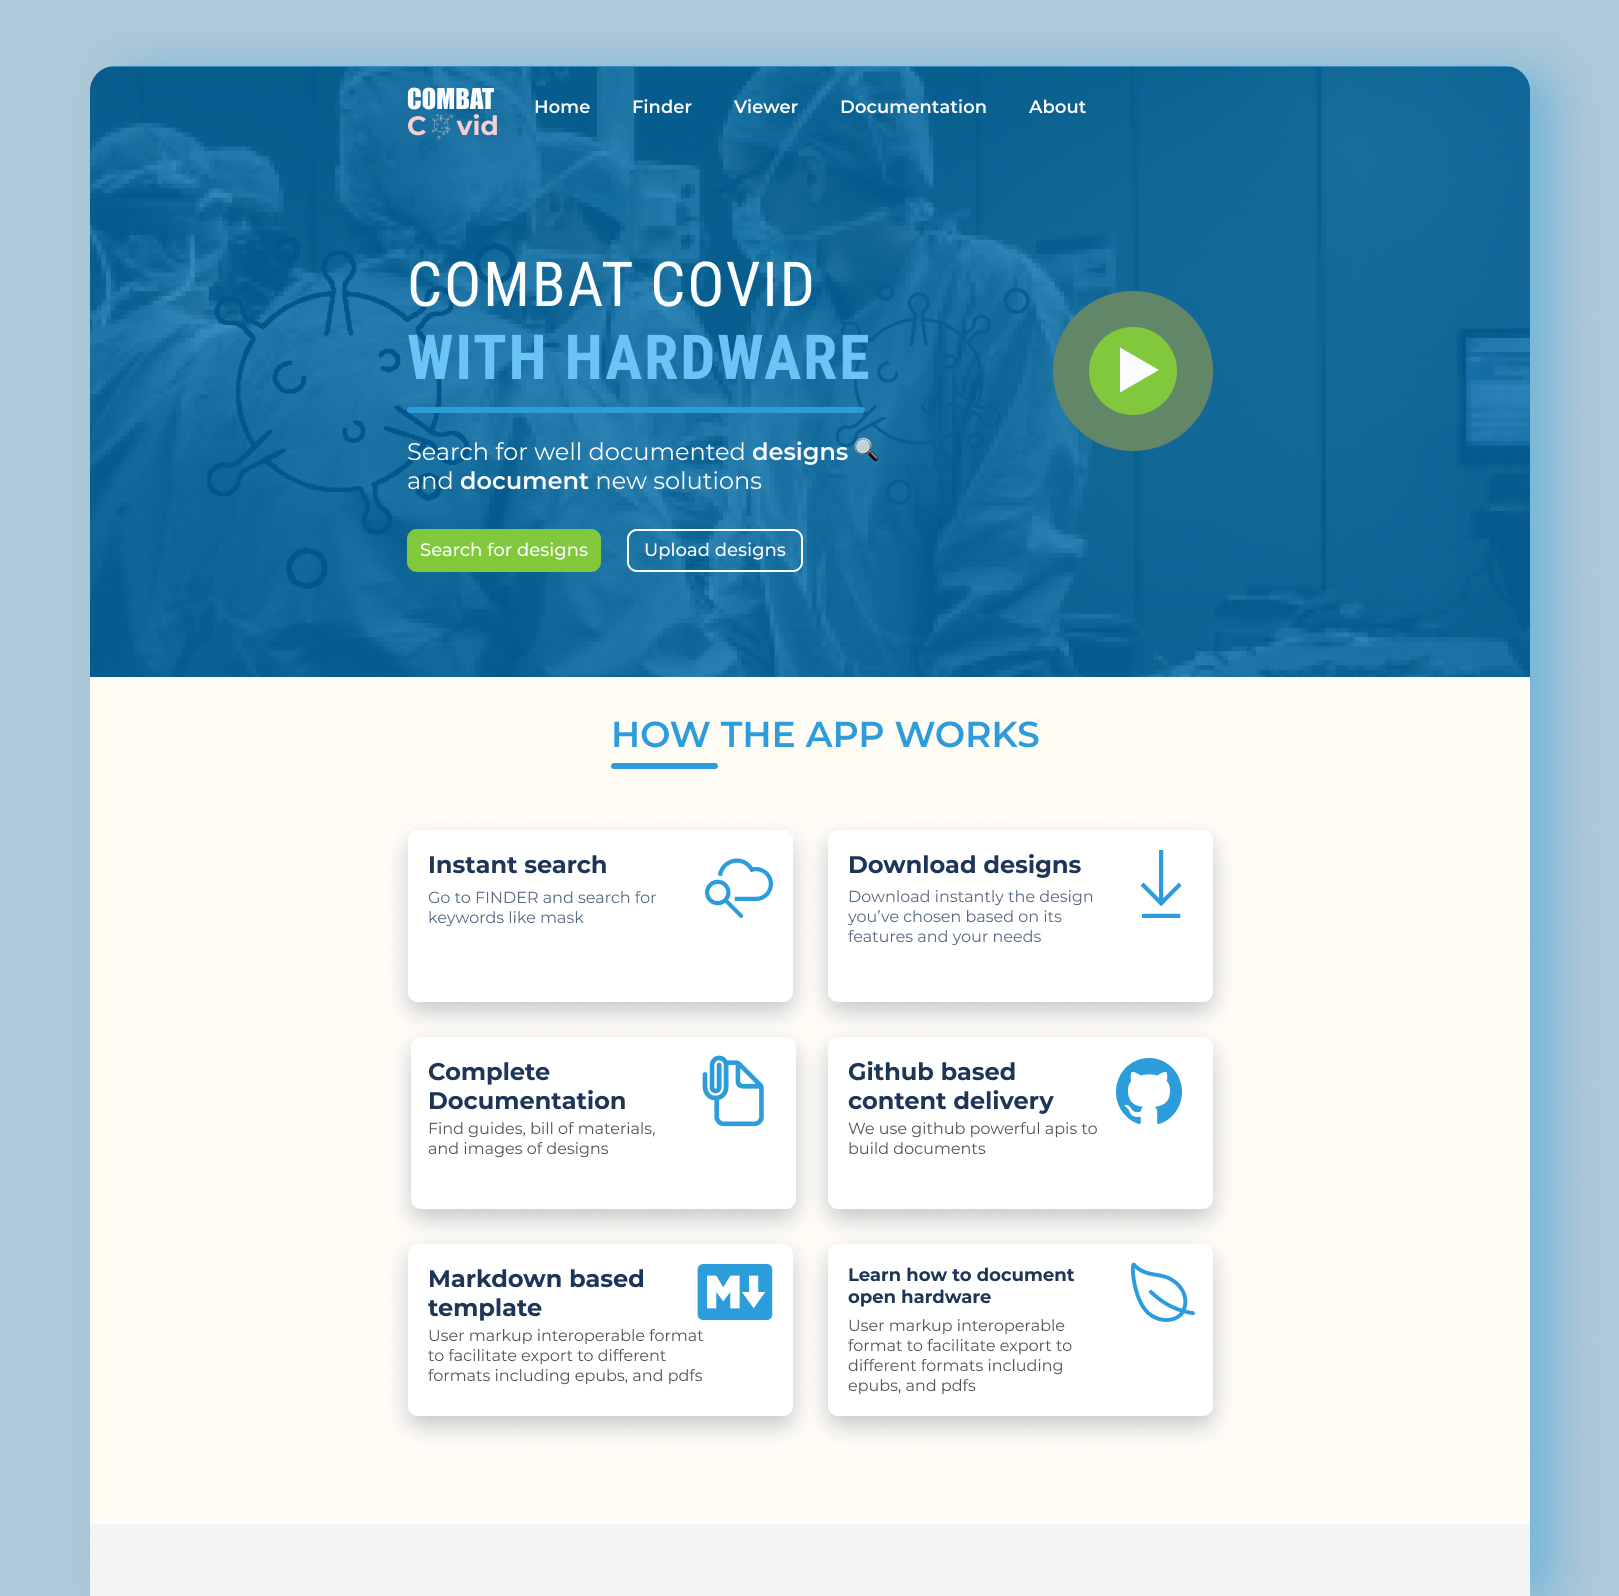 COMBAT
C vid
Home Finder Viewer Documentation About
COMBAT COVID
WITH HARDWARE
Search for well documented designs 🔍
and document new solutions
Search for designs Upload designs
HOW THE APP WORKS
Instant search
Go to FINDER and search for
keywords like mask
Download designs
Download instantly the design
you’ve chosen based on its
features and your needs
Complete
Documentation
Find guides, bill of materials,
and images of designs
Github based
content delivery
We use github powerful apis to
build documents
Markdown based
template
M
User markup interoperable format
to facilitate export to different
formats including epubs, and pdfs
Learn how to document
open hardware
User markup interoperable
format to facilitate export to
different formats including
epubs, and pdfs